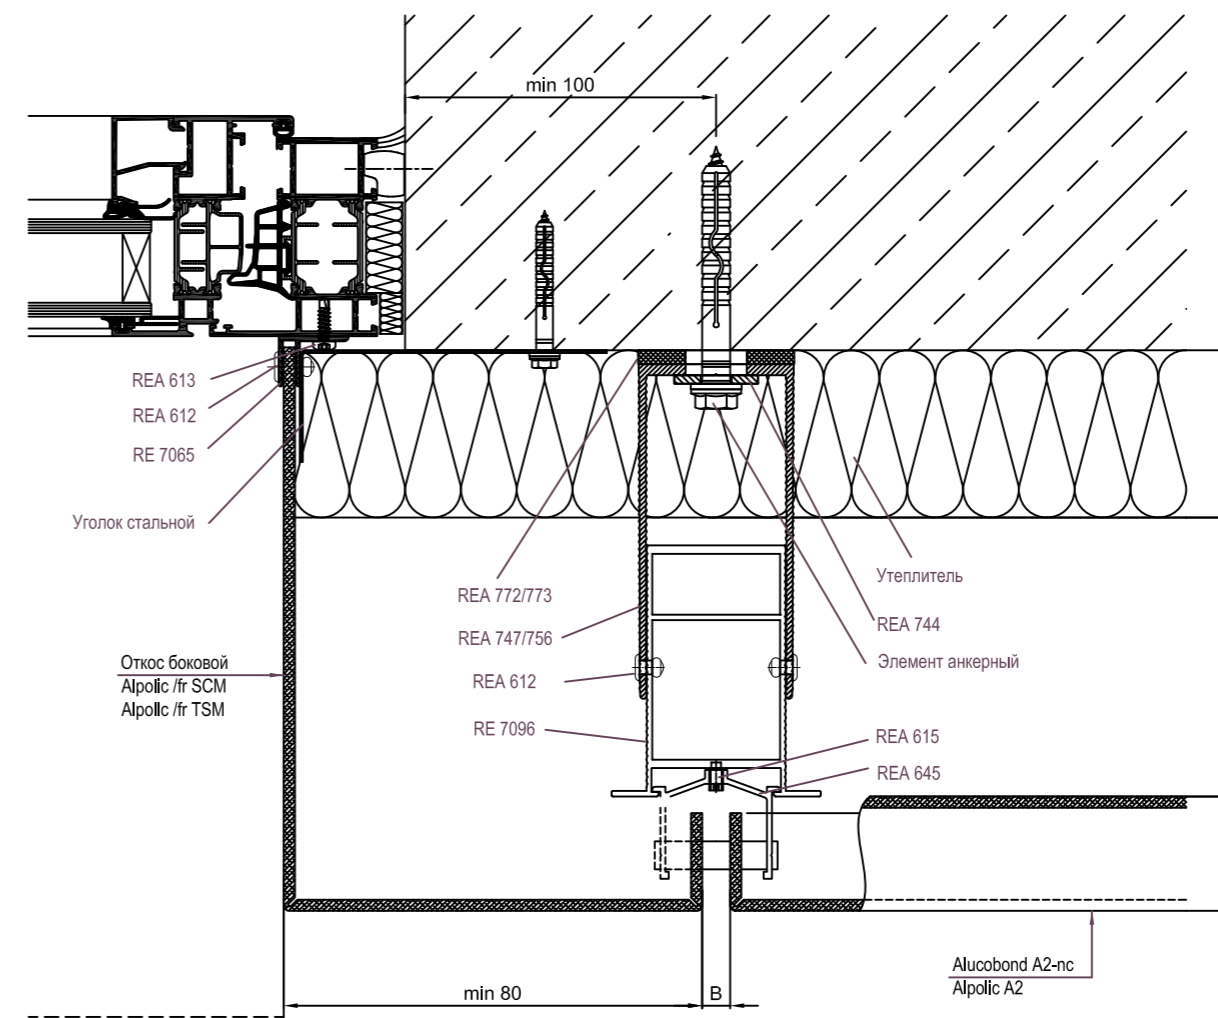 min 100
REA 613
REA 612
RE 7065
Уголок стальной
Утеплитель
REA 772/773
REA 744
REA 747/756
Элемент анкерный
Откос боковой
Alpolic /fr SCM
Alpolic /fr TSM
REA 612
RE 7096
REA 615
REA 645
Alucobond A2-nc
Alpolic A2
min 80
B